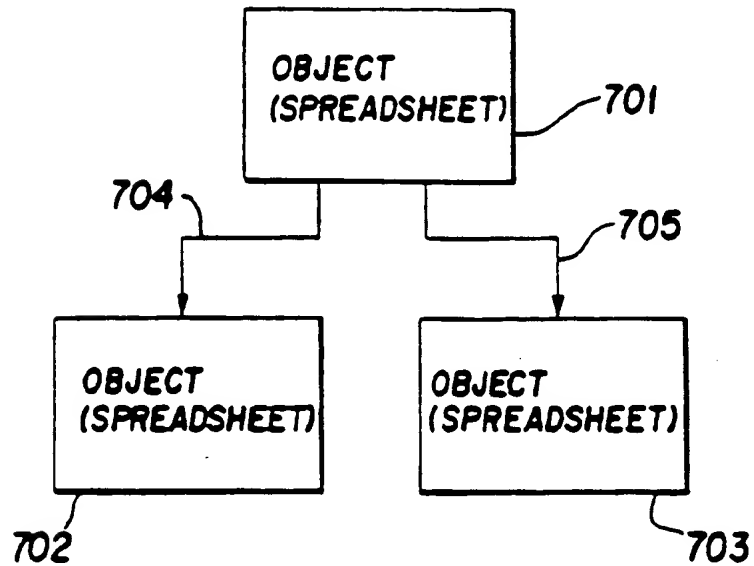 OBJECT
(SPREADSHEET)
701
704
705
OBJECT
(SPREADSHEET)
OBJECT
(SPREADSHEET)
702
703